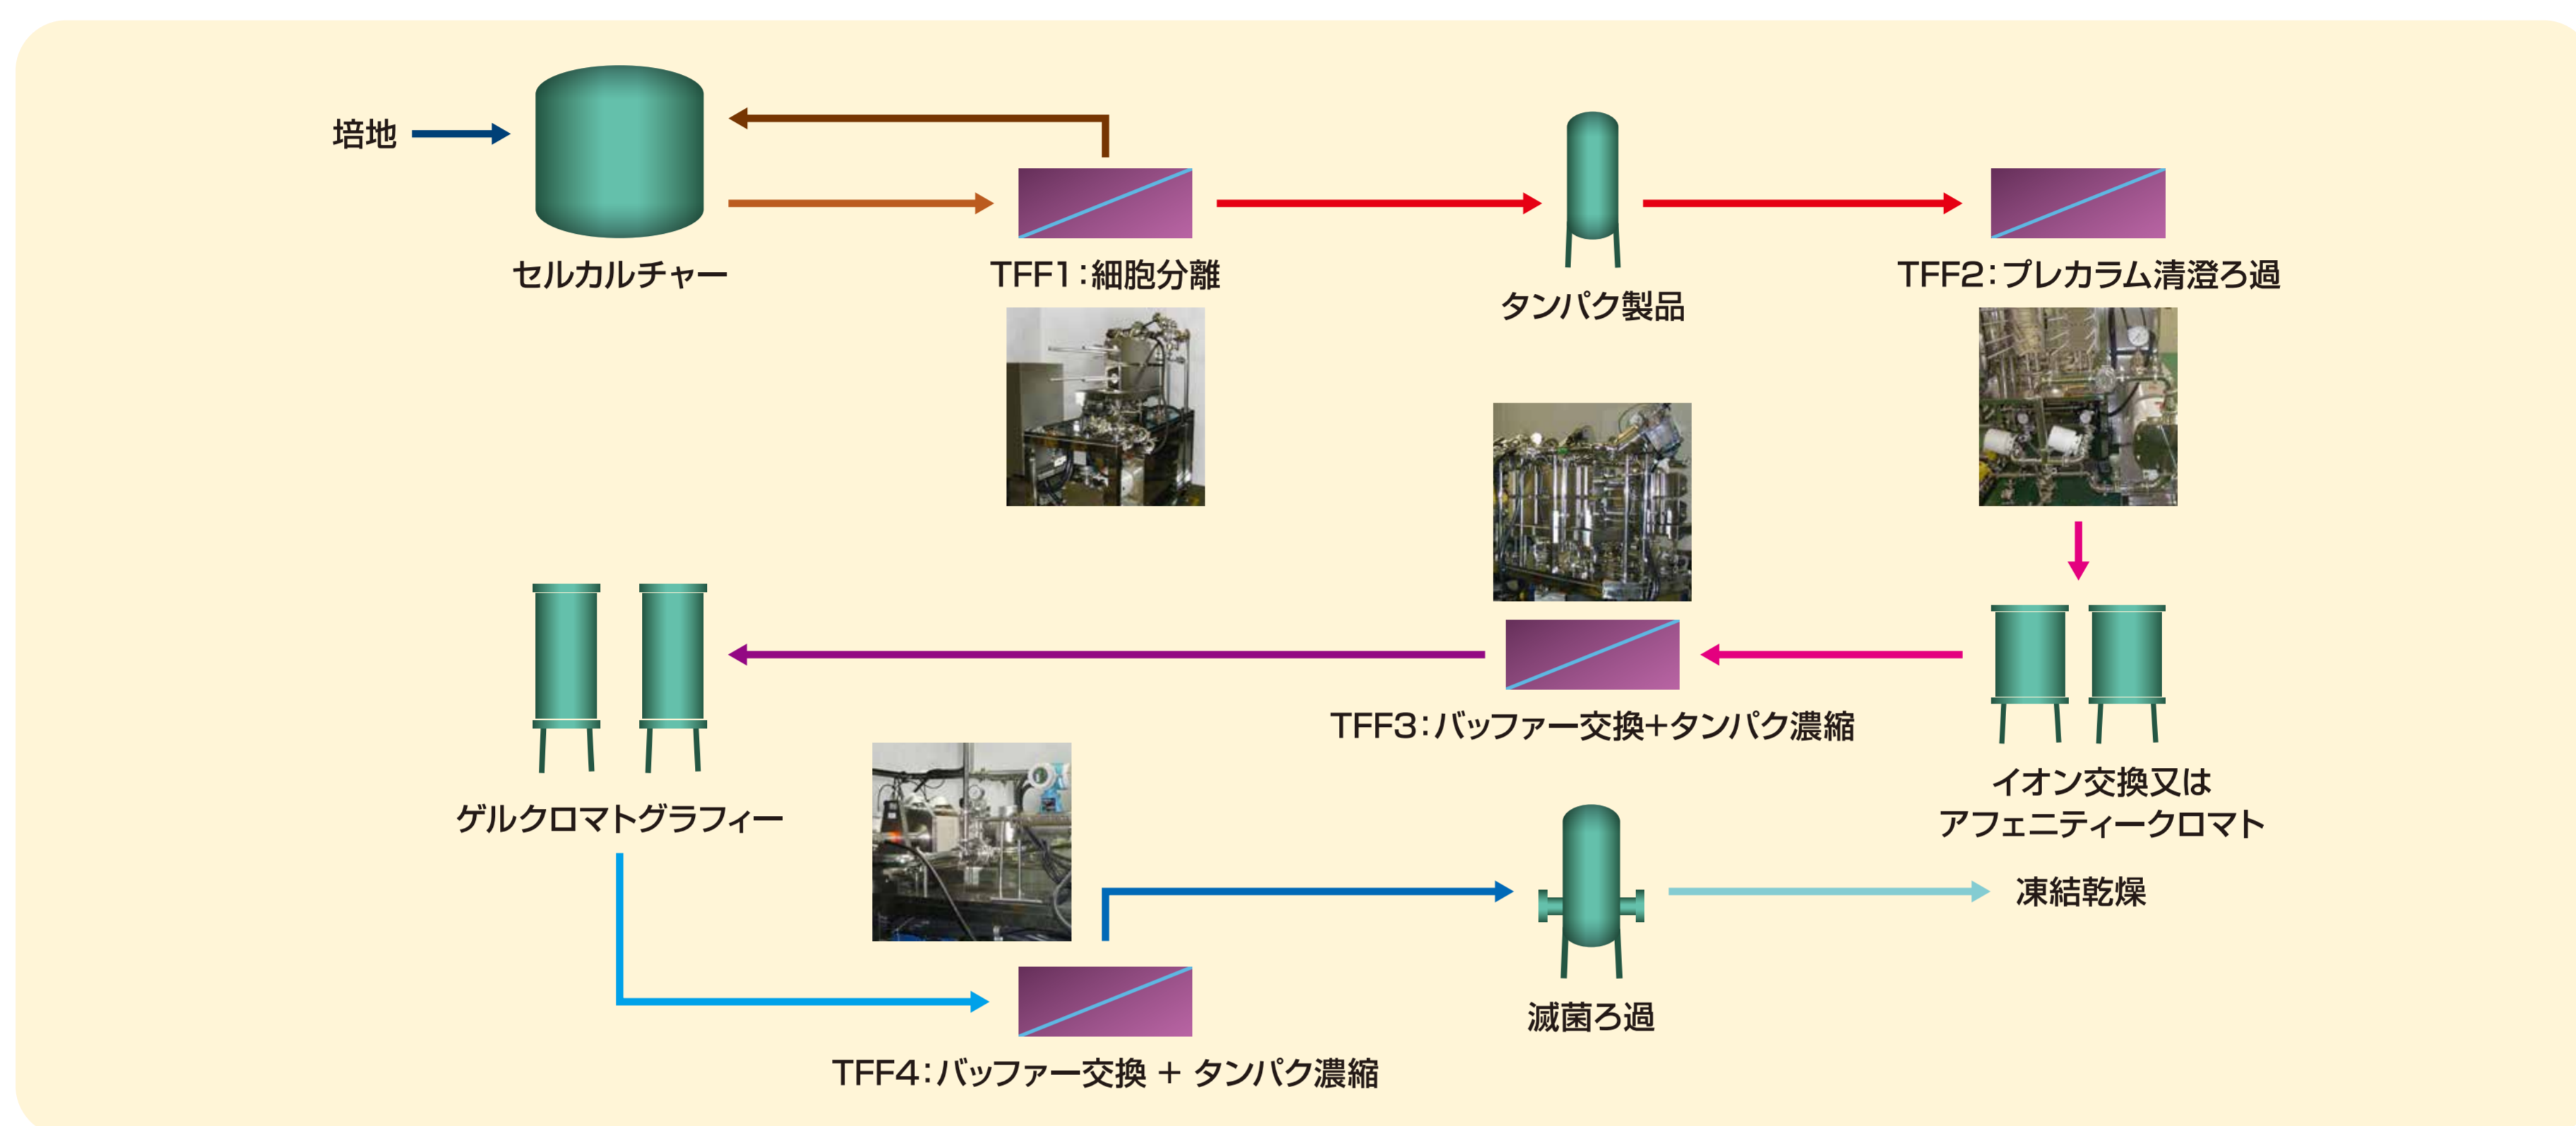 培地
セルカルチャー
TFF1：細胞分離
タンパク製品
TFF2：プレカラム清澄ろ過
TFF3：バッファー交換+タンパク濃縮
イオン交換又は
アフェニティークロマト
ゲルクロマトグラフィー
凍結乾燥
滅菌ろ過
TFF4：バッファー交換 + タンパク濃縮